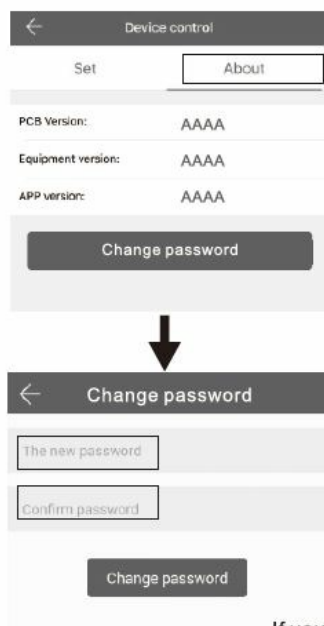 Device control
Set About
PCB Version: AAAA
Equipment version: AAAA
APP version: AAAA
Change password
Change password
The new password
Confirm password
Change password